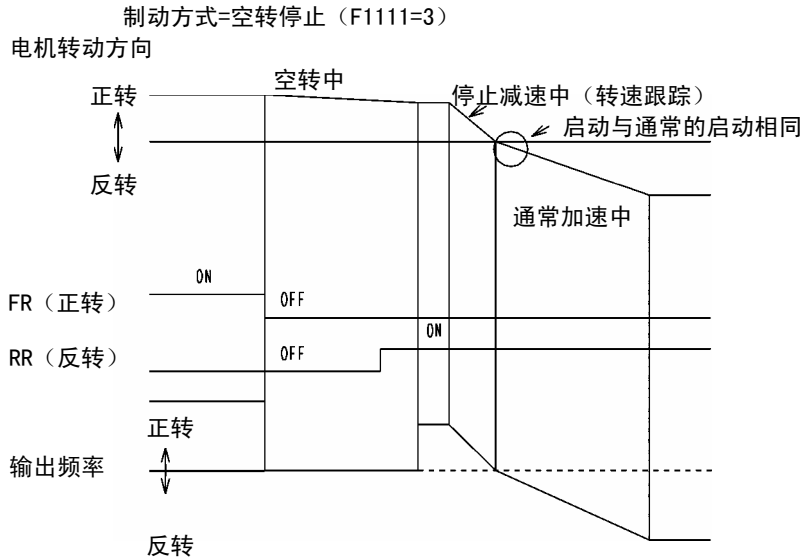 制动方式=空转停止（F1111=3）
电机转动方向
空转中
正转
停止减速中（转速跟踪）
启动与通常的启动相同
反转
通常加速中
ON
FR（正转）
OFF
ON
RR（反转）
OFF
正转
输出频率
反转